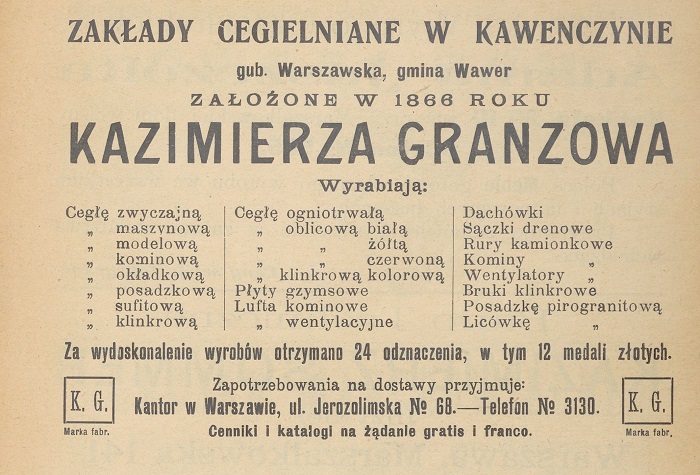 ZAKŁADY CEGIELNIANE W KAWENCZYNIE
gub. Warszawska, gmina Wawer
ZAŁOŻONE W 1866 ROKU
KAZIMIERZA GRANZOWA
Wyrabiają:
Cegłę zwyczajną
„ maszynową
„ modelową
„ kominową
„ okładkową
„ posadzkową
„ sufitową
„ klinkrową
Cegłę ogniotrwałą
„ oblicową białą
„ „ żółtą
„ „ czerwoną
„ klinkrową kolorową
Płyty gzymsowe
Lufta kominowe
„ wentylacyjne
Dachówki
Sączki drenowe
Rury kamionkowe
Kominy „
Wentylatory „
Bruki klinkrowe
Posadzkę pirogranitową
Licówkę „
Za wydoskonalenie wyrobów otrzymano 24 odznaczenia, w tym 12 medali złotych.
Zapotrzebowania na dostawy przyjmuje:
Kantor w Warszawie, ul. Jerozolimska № 68.—Telefon № 3130.
Cenniki i katalogi na żądanie gratis i franco.
K. G.
Marka fabr.
K. G.
Marka fabr.